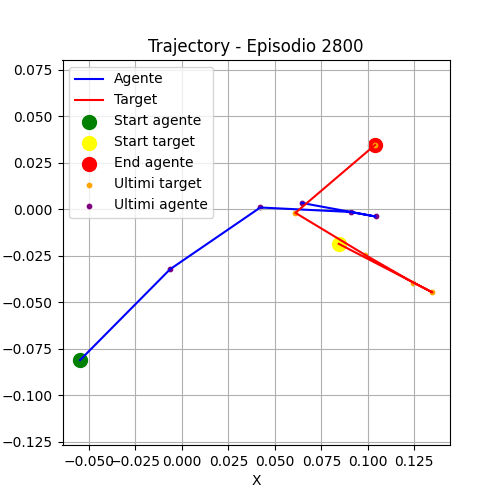 Trajectory - Episodio 2800
Agente
Target
Start agente
Start target
End agente
Ultimi target
Ultimi agente
0.075
0.050
0.025
0.000
−0.025
−0.050
−0.075
−0.100
−0.125
−0.050 −0.025 0.000 0.025 0.050 0.075 0.100 0.125
X